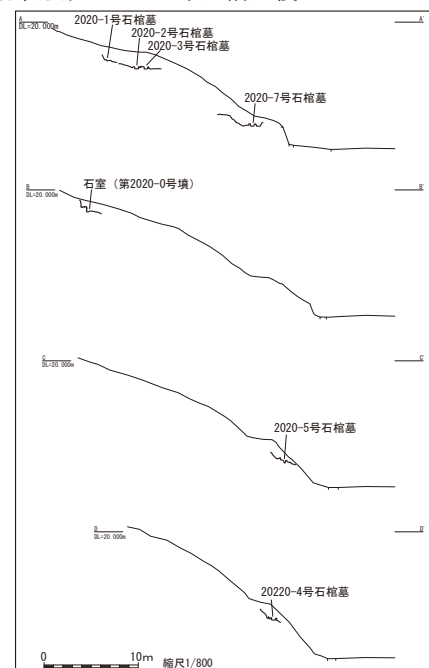 A
DL=20.000m
A'
2020-1号石棺墓
2020-2号石棺墓
2020-3号石棺墓
2020-7号石棺墓
B
DL=20.000m
B'
石室（第2020-0号墳）
C
DL=20.000m
C'
2020-5号石棺墓
D
DL=20.000m
D'
20220-4号石棺墓
0 10m 縮尺1/800